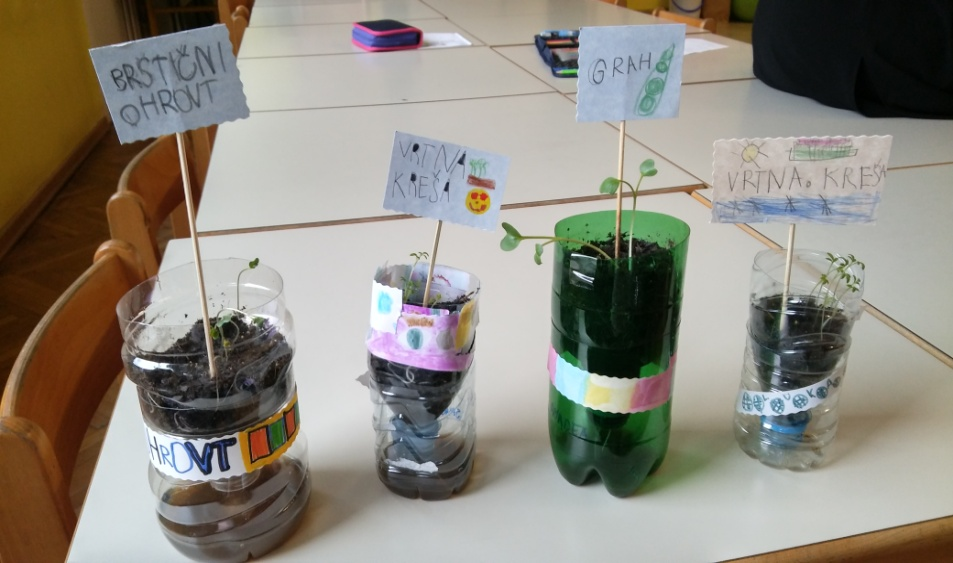 BRSTIČNI
OHROVT
VRTNA
KREŠA
GRAH
VRTNA. KREŠA
HROVT